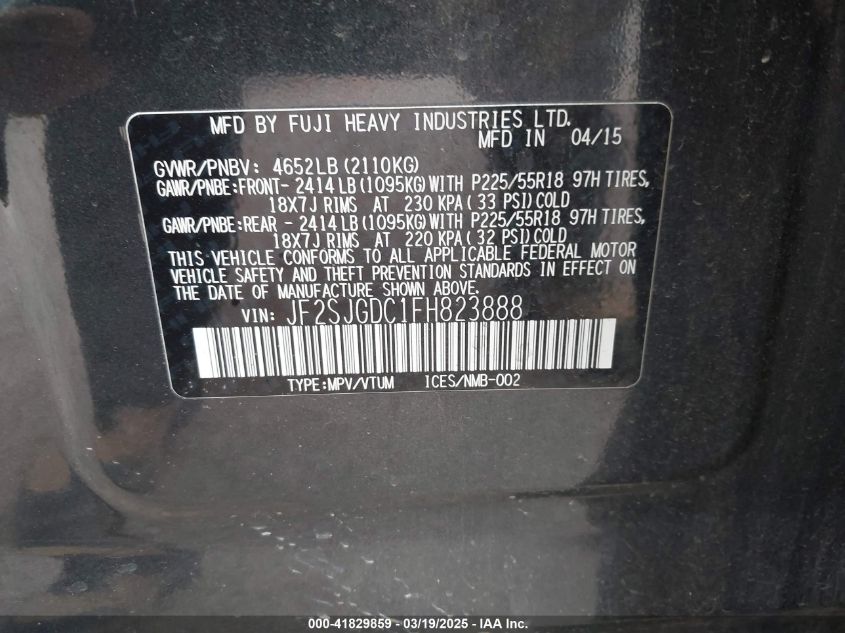 MFD BY FUJI HEAVY INDUSTRIES LTD.
MFD IN 04/15
GVWR/PNBV: 4652LB (2110KG)
GAWR/PNBE:FRONT- 2414LB (1095KG) WITH P225/55R18 97H TIRES,
18X7J RIMS AT 230 KPA ( 33 PSI) COLD
GAWR/PNBE:REAR - 2414LB (1095KG) WITH P225/55R18 97H TIRES,
18X7J RIMS AT 220 KPA ( 32 PSI) COLD
THIS VEHICLE CONFORMS TO ALL APPLICABLE FEDERAL MOTOR
VEHICLE SAFETY AND THEFT PREVENTION STANDARDS IN EFFECT ON
THE DATE OF MANUFACTURE SHOWN ABOVE.
VIN: JF2SJGDC1FH823888
TYPE:MPV/VTUM ICES/NMB-002
000-41829859 - 03/19/2025 - IAA Inc.